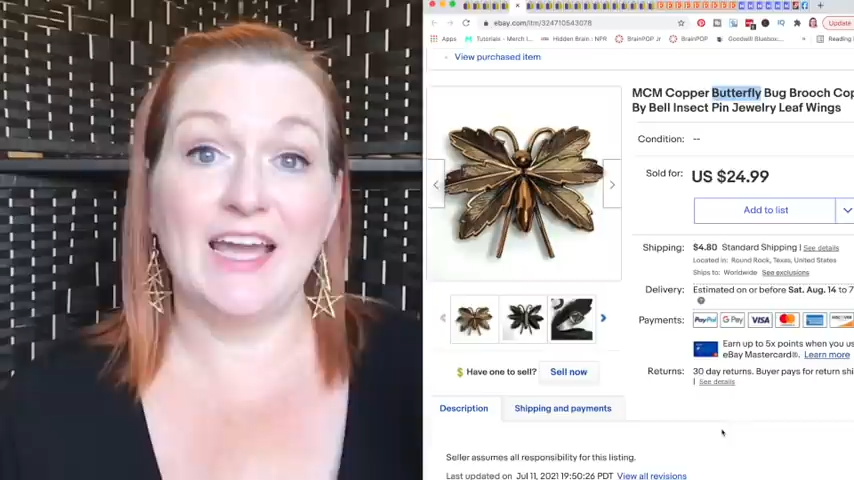 ebay.com/itm/324710543078
Update
Apps
Tutorials - Merch I...
Hidden Brain : NPR
BrainPOP Jr
BrainPOP
Goodwill Bluebox...
Reading
View purchased item
MCM Copper Butterfly Bug Brooch Cop
By Bell Insect Pin Jewelry Leaf Wings
Condition: --
Sold for: US $24.99
Add to list
Shipping: $4.80 Standard Shipping | See details
Located in: Round Rock, Texas, United States
Ships to: Worldwide See exclusions
Delivery: Estimated on or before Sat. Aug. 14 to 7
Payments: PayPal G Pay VISA mastercard DISCOVER
Earn up to 5x points when you us
eBay Mastercard®. Learn more
Returns: 30 day returns. Buyer pays for return shi
| See details
$ Have one to sell? Sell now
Description
Shipping and payments
Seller assumes all responsibility for this listing.
Last updated on Jul 11, 2021 19:50:26 PDT View all revisions